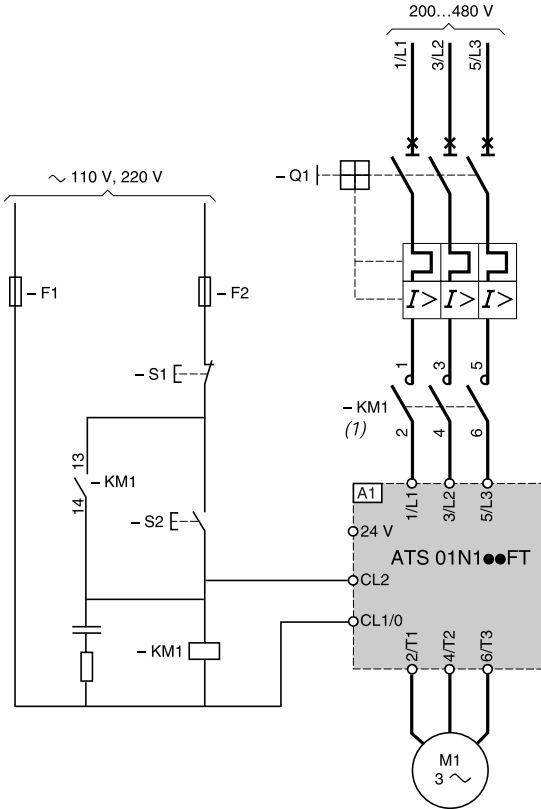 200...480 V
1/L1
3/L2
5/L3
– Q1
∼ 110 V, 220 V
– F1
– F2
I> I> I>
– S1
1
3
5
– KM1
(1)
2
4
6
13
– KM1
14
– S2
A1
1/L1
3/L2
5/L3
24 V
ATS 01N1●●FT
CL2
CL1/0
– KM1
2/T1
4/T2
6/T3
M1
3 ∼